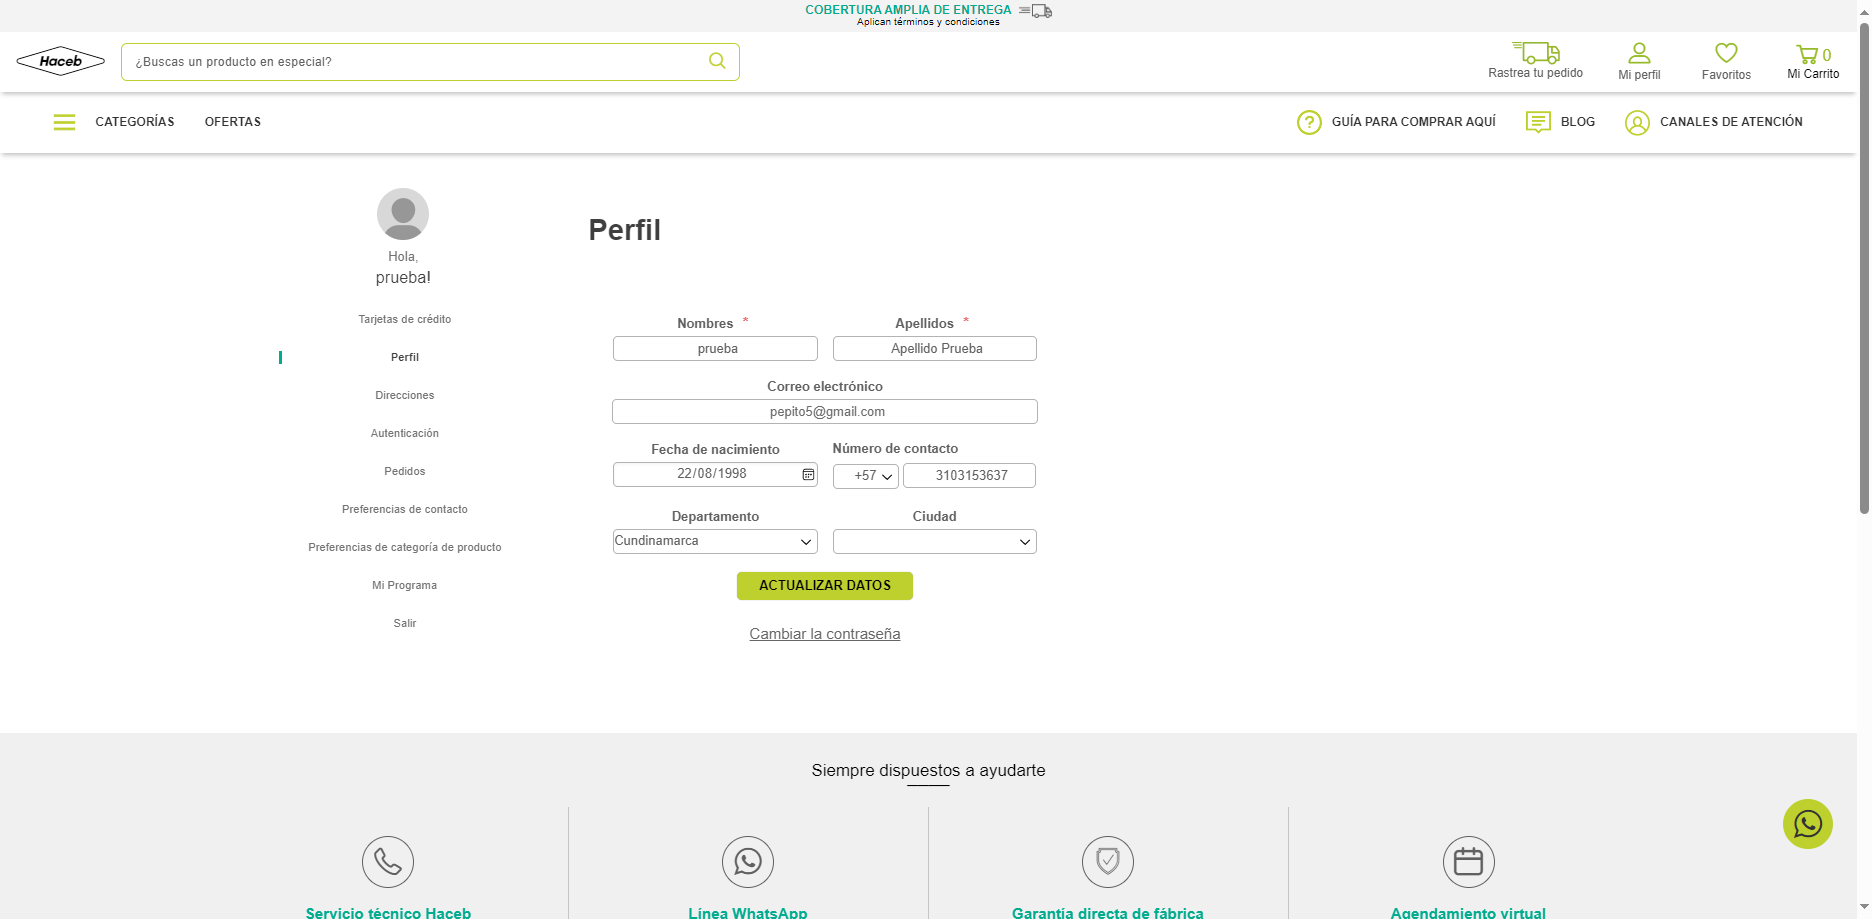 COBERTURA AMPLIA DE ENTREGA
Aplican términos y condiciones
Haceb
¿Buscas un producto en especial?
Rastrea tu pedido
Mi perfil
Favoritos
0
Mi Carrito
CATEGORÍAS
OFERTAS
GUÍA PARA COMPRAR AQUÍ
BLOG
CANALES DE ATENCIÓN
Hola,
prueba!
Tarjetas de crédito
Perfil
Direcciones
Autenticación
Pedidos
Preferencias de contacto
Preferencias de categoría de producto
Mi Programa
Salir
Perfil
Nombres *
Apellidos *
prueba
Apellido Prueba
Correo electrónico
pepito5@gmail.com
Fecha de nacimiento
Número de contacto
22/08/1998
+57
3103153637
Departamento
Ciudad
Cundinamarca
ACTUALIZAR DATOS
Cambiar la contraseña
Siempre dispuestos a ayudarte
Servicio técnico Haceb
Línea WhatsApp
Garantía directa de fábrica
Agendamiento virtual